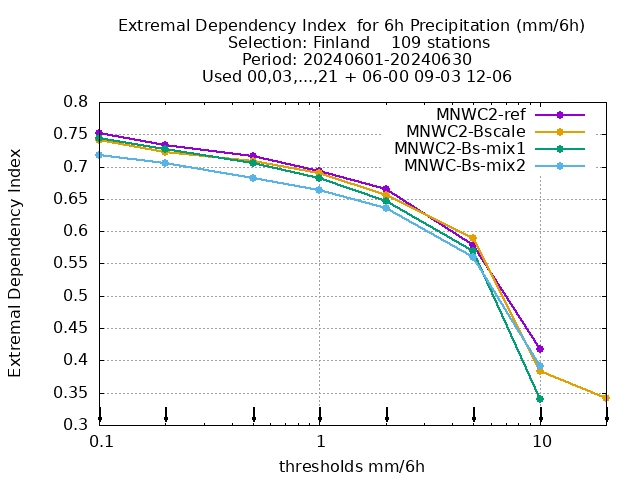 Extremal Dependency Index  for 6h Precipitation (mm/6h)
Selection: Finland    109 stations
Period: 20240601-20240630
Used 00,03,...,21 + 06-00 09-03 12-06
MNWC2-ref
MNWC2-Bscale
MNWC2-Bs-mix1
MNWC-Bs-mix2
Extremal Dependency Index
0.8
0.75
0.7
0.65
0.6
0.55
0.5
0.45
0.4
0.35
0.3
0.1 1 10
thresholds mm/6h